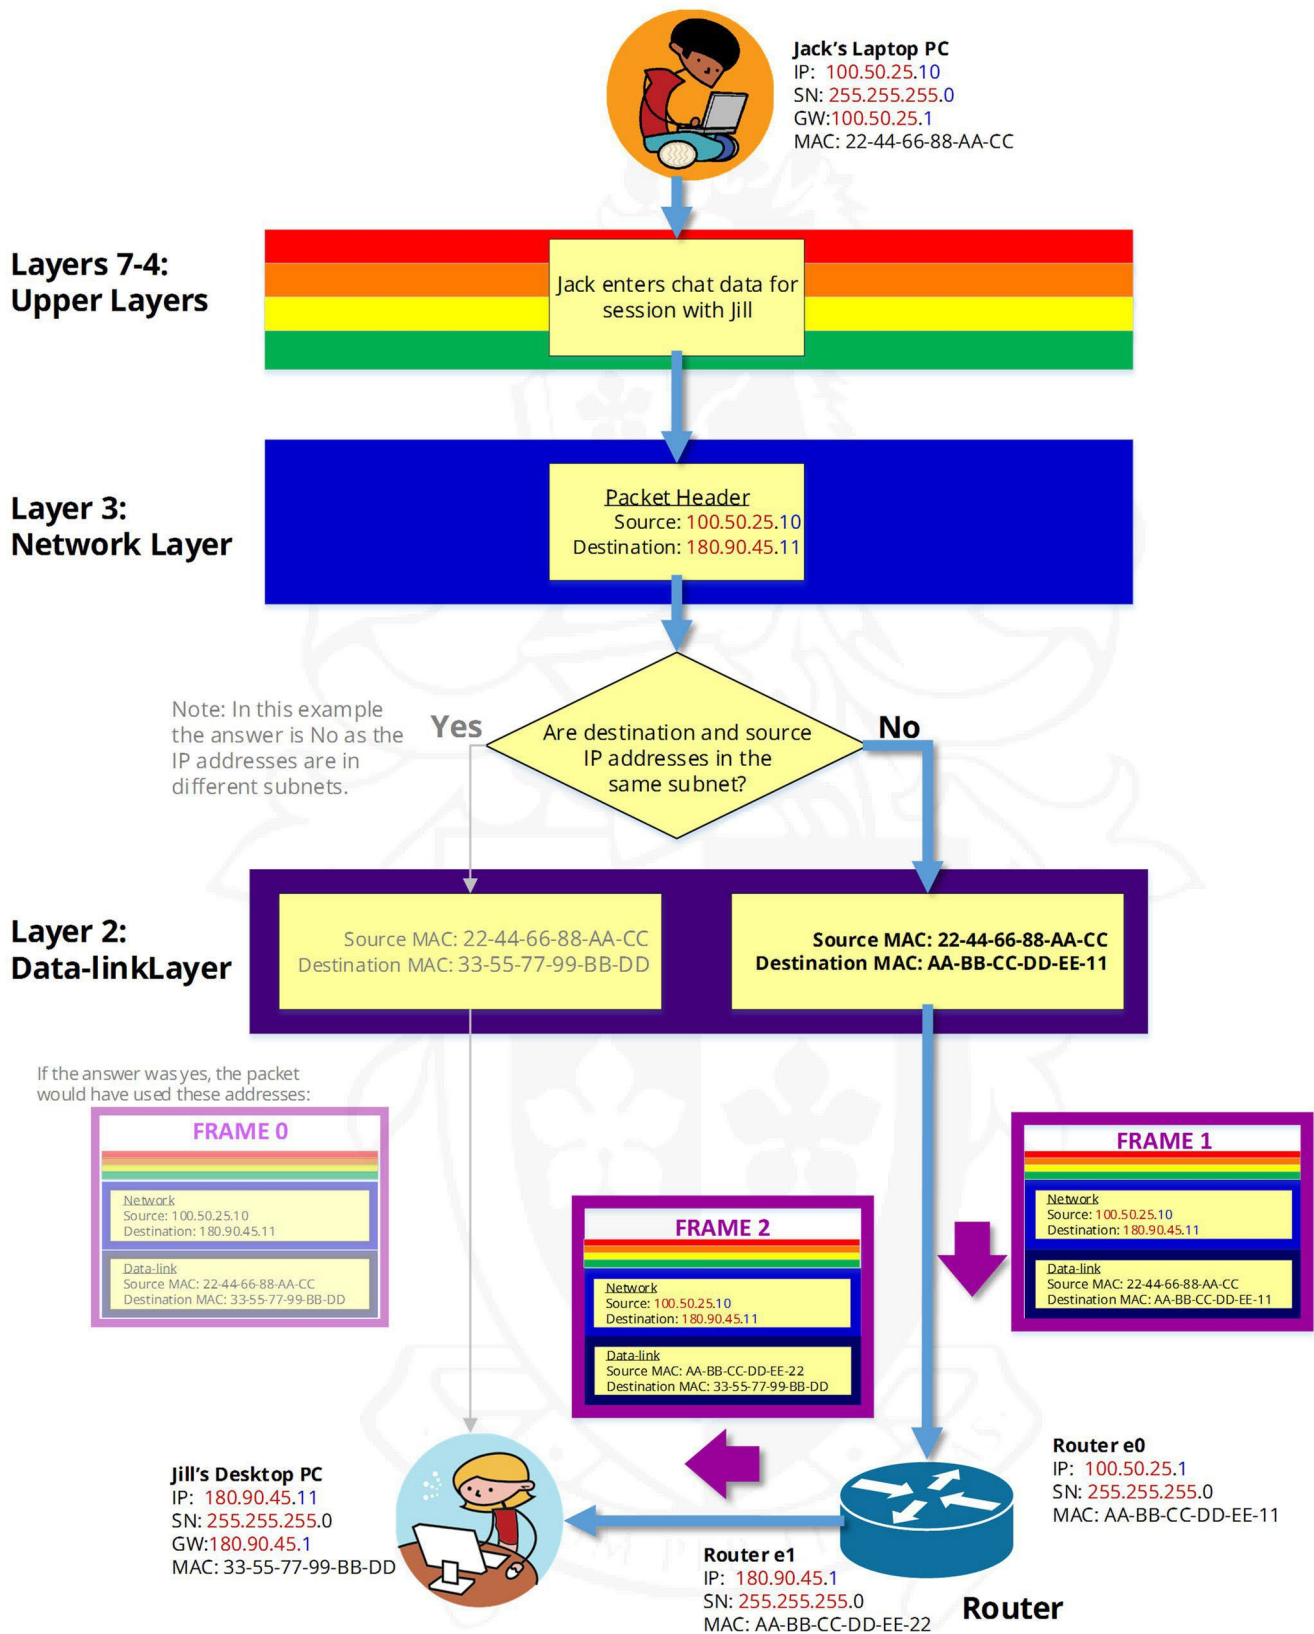 Jack's Laptop PC
IP: 100.50.25.10
SN: 255.255.255.0
GW:100.50.25.1
MAC: 22-44-66-88-AA-CC
Layers 7-4:
Upper Layers
Jack enters chat data for
session with Jill
Layer 3:
Network Layer
Packet Header
Source: 100.50.25.10
Destination: 180.90.45.11
Note: In this example
the answer is No as the
IP addresses are in
different subnets.
Yes
Are destination and source
IP addresses in the
same subnet?
No
Layer 2:
Data-linkLayer
Source MAC: 22-44-66-88-AA-CC
Destination MAC: 33-55-77-99-BB-DD
Source MAC: 22-44-66-88-AA-CC
Destination MAC: AA-BB-CC-DD-EE-11
If the answer was yes, the packet
would have used these addresses:
FRAME 0
Network
Source: 100.50.25.10
Destination: 180.90.45.11
Data-link
Source MAC: 22-44-66-88-AA-CC
Destination MAC: 33-55-77-99-BB-DD
FRAME 1
Network
Source: 100.50.25.10
Destination: 180.90.45.11
Data-link
Source MAC: 22-44-66-88-AA-CC
Destination MAC: AA-BB-CC-DD-EE-11
FRAME 2
Network
Source: 100.50.25.10
Destination: 180.90.45.11
Data-link
Source MAC: AA-BB-CC-DD-EE-22
Destination MAC: 33-55-77-99-BB-DD
Jill's Desktop PC
IP: 180.90.45.11
SN: 255.255.255.0
GW:180.90.45.1
MAC: 33-55-77-99-BB-DD
Router e0
IP: 100.50.25.1
SN: 255.255.255.0
MAC: AA-BB-CC-DD-EE-11
Router e1
IP: 180.90.45.1
SN: 255.255.255.0
MAC: AA-BB-CC-DD-EE-22
Router